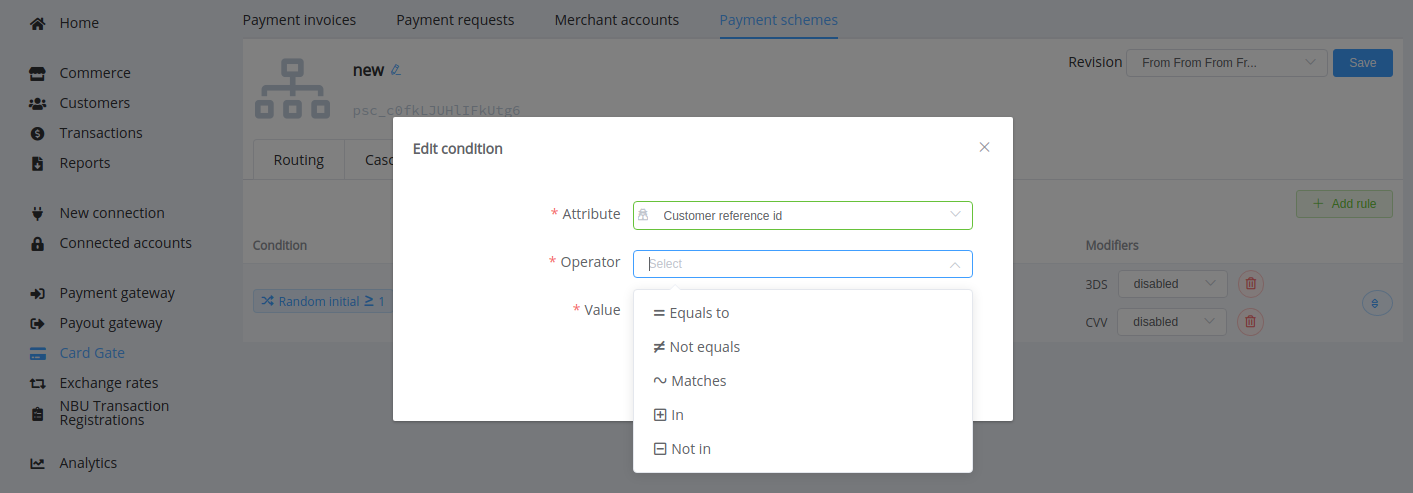 Home
Commerce
Customers
Transactions
Reports
New connection
Connected accounts
Payment gateway
Payout gateway
Card Gate
Exchange rates
NBU Transaction
Registrations
Analytics
Payment invoices Payment requests Merchant accounts Payment schemes
new
psc_c0fkLJUHlIFkUtg6
Revision From From From Fr... Save
Routing Casc
+ Add rule
Condition Modifiers
Random initial ≥ 1
3DS disabled
CVV disabled
Edit condition
* Attribute Customer reference id
* Operator Select
* Value
= Equals to
≠ Not equals
Matches
In
Not in